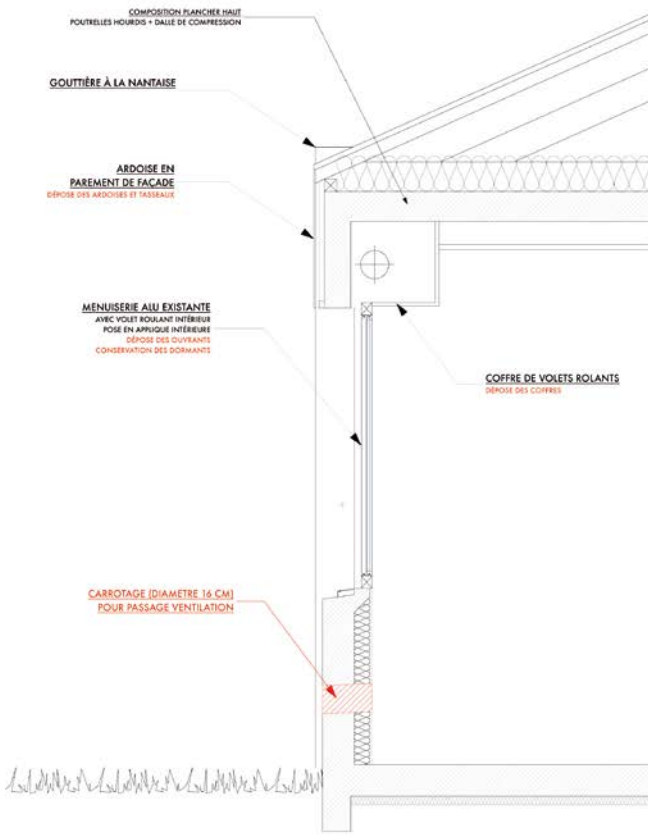 COMPOSITION PLANCHER HAUT
POUTRELLES HOURDIS + DALLE DE COMPRESSION
GOUTTIÈRE À LA NANTAISE
ARDOISE EN
PAREMENT DE FAÇADE
DÉPOSE DES ARDOISES ET TASSEAUX
MENUISERIE ALU EXISTANTE
AVEC VOLET ROULANT INTÉRIEUR
POSE EN APPLIQUE INTÉRIEURE
DÉPOSE DES OUVRANTS
CONSERVATION DES DORMANTS
COFFRE DE VOLETS ROLANTS
DÉPOSE DES COFFRES
CARROTAGE (DIAMETRE 16 CM)
POUR PASSAGE VENTILATION